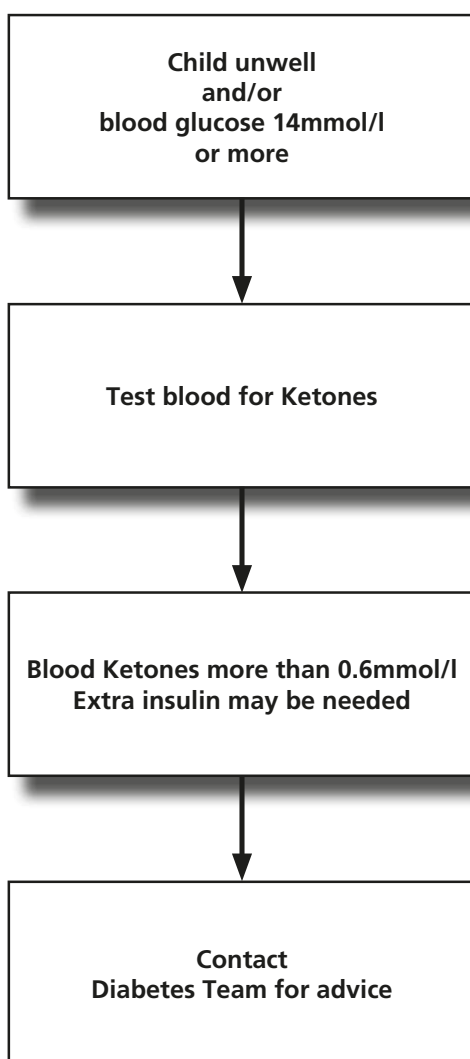 Child unwell
and/or
blood glucose 14mmol/l
or more
Test blood for Ketones
Blood Ketones more than 0.6mmol/l
Extra insulin may be needed
Contact
Diabetes Team for advice